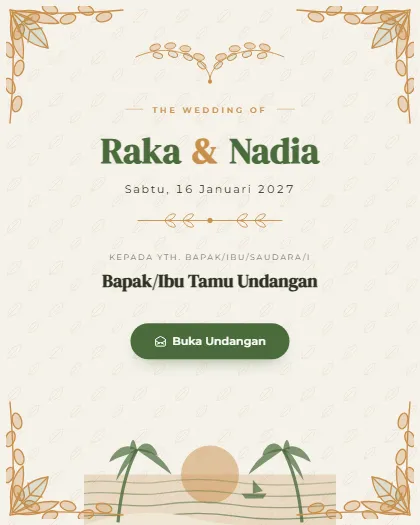 THE WEDDING OF
Raka & Nadia
Sabtu, 16 Januari 2027
KEPADA YTH. BAPAK/IBU/SAUDARA/I
Bapak/Ibu Tamu Undangan
Buka Undangan